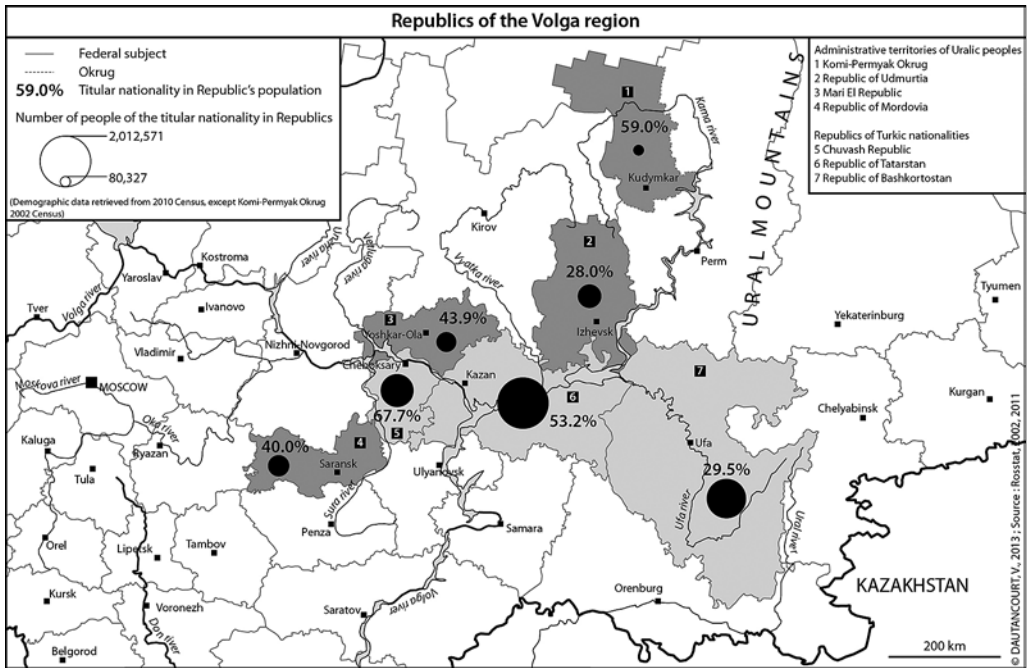 Republics of the Volga region
Federal subject
Okrug
59.0% Titular nationality in Republic's population
Number of people of the titular nationality in Republics
2,012,571
80,327
(Demographic data retrieved from 2010 Census, except Komi-Permyak Okrug
2002 Census)
Administrative territories of Uralic peoples
1 Komi-Permyak Okrug
2 Republic of Udmurtia
3 Mari El Republic
4 Republic of Mordovia
Republics of Turkic nationalities
5 Chuvash Republic
6 Republic of Tatarstan
7 Republic of Bashkortostan
1
59.0%
Kama river
Kudymkar
URAL MOUNTAINS
Kirov
2
28.0%
Izhevsk
Perm
Vyatka river
Unzha river
Vetluga river
Kostroma
Yaroslav
Ivanovo
Tver
Volga river
Tyumen
Yekaterinburg
3
43.9%
Yoshkar-Ola
Nizhni-Novgorod
Vladimir
Cheboksary
Kazan
Moskova river
MOSCOW
67.7%
5
6
53.2%
7
Kurgan
Chelyabinsk
Oka river
Kaluga
Ryazan
Tula
40.0%
4
Saransk
Ulyanovsk
Ufa
29.5%
Sura river
Penza
Samara
Ufa river
Ural river
Orel
Lipetsk
Tambov
Orenburg
KAZAKHSTAN
Kursk
Voronezh
Saratov
Volga river
Don river
Belgorod
200 km
© DAUTANCOURT, V., 2013 ; Source : Rosstat, 2002, 2011